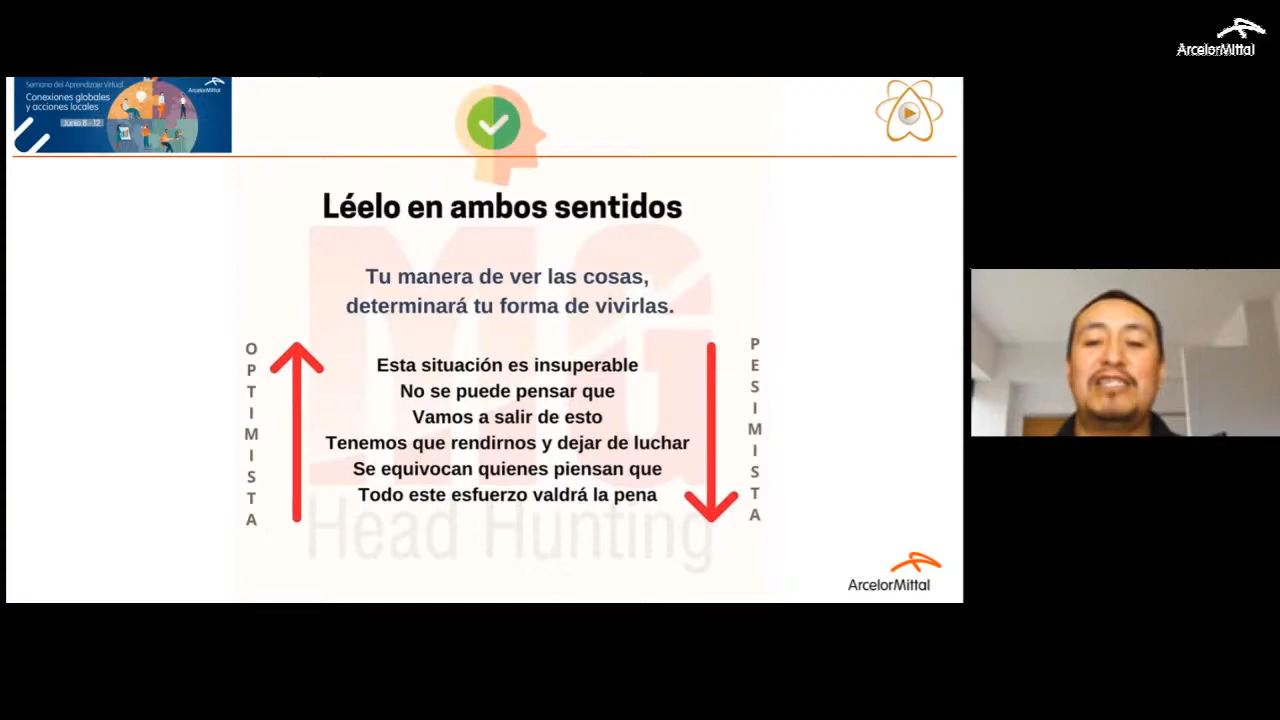 ArcelorMittal
Semana del Aprendizaje Virtual
ArcelorMittal
Conexiones globales
y acciones locales
Junio 8 - 12
Léelo en ambos sentidos
Tu manera de ver las cosas,
determinará tu forma de vivirlas.
OPTIMISTA
Esta situación es insuperable
No se puede pensar que
Vamos a salir de esto
Tenemos que rendirnos y dejar de luchar
Se equivocan quienes piensan que
Todo este esfuerzo valdrá la pena
PESIMISTA
MG
Head Hunting
ArcelorMittal